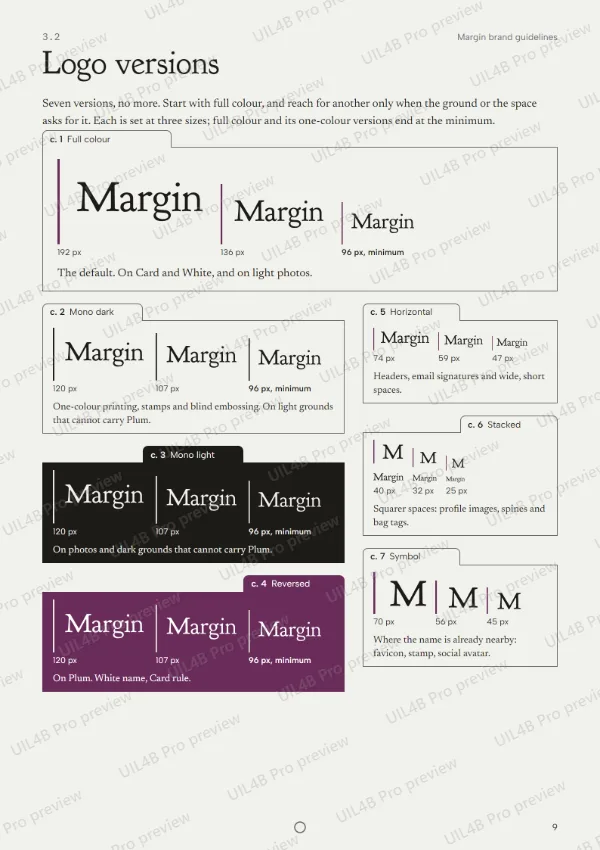 3.2
Margin brand guidelines
Logo versions
Seven versions, no more. Start with full colour, and reach for another only when the ground or the space
asks for it. Each is set at three sizes; full colour and its one-colour versions end at the minimum.
c. 1 Full colour
Margin Margin Margin
192 px 136 px 96 px, minimum
The default. On Card and White, and on light photos.
c. 2 Mono dark
Margin Margin Margin
120 px 107 px 96 px, minimum
One-colour printing, stamps and blind embossing. On light grounds
that cannot carry Plum.
c. 3 Mono light
Margin Margin Margin
120 px 107 px 96 px, minimum
On photos and dark grounds that cannot carry Plum.
c. 4 Reversed
Margin Margin Margin
120 px 107 px 96 px, minimum
On Plum. White name, Card rule.
c. 5 Horizontal
Margin Margin Margin
74 px 59 px 47 px
Headers, email signatures and wide, short
spaces.
c. 6 Stacked
M M M
Margin Margin Margin
40 px 32 px 25 px
Squarer spaces: profile images, spines and
bag tags.
c. 7 Symbol
M M M
70 px 56 px 45 px
Where the name is already nearby:
favicon, stamp, social avatar.
9
UIL4B Pro preview